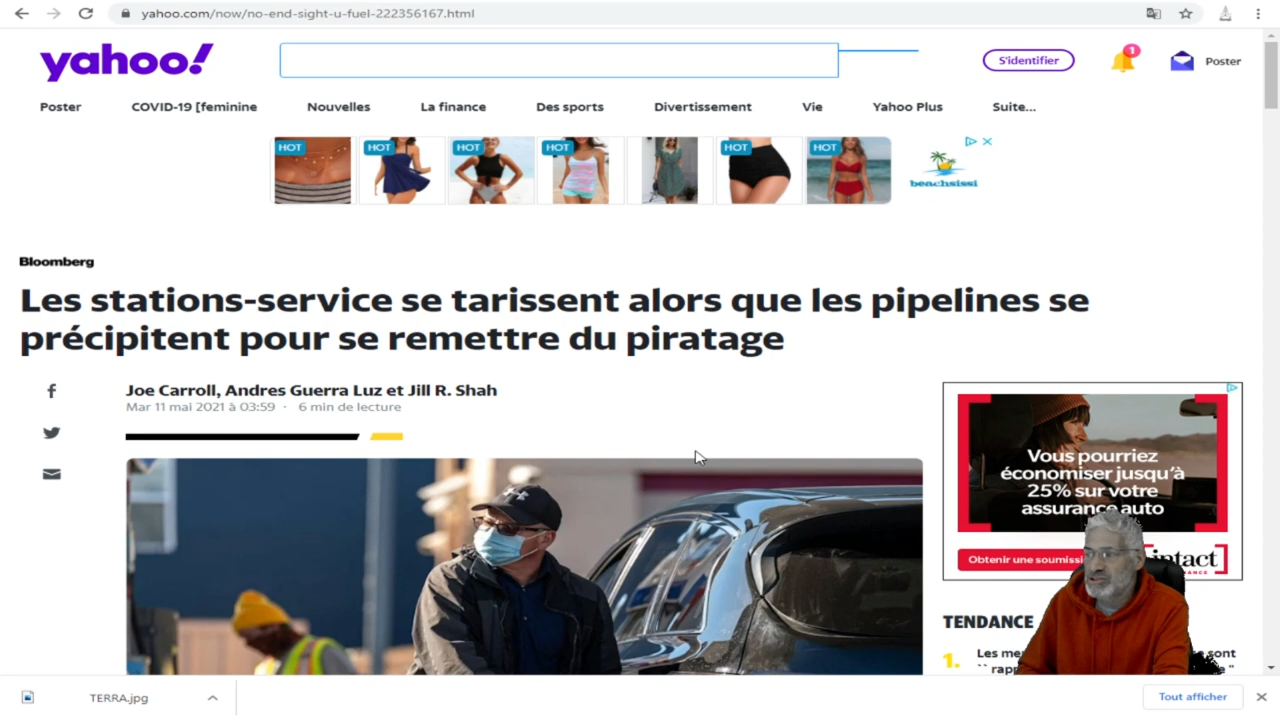 yahoo.com/now/no-end-sight-u-fuel-222356167.html
yahoo!
S'identifier
1
Poster
Poster
COVID-19 [feminine
Nouvelles
La finance
Des sports
Divertissement
Vie
Yahoo Plus
Suite...
HOT
HOT
HOT
HOT
HOT
HOT
beachsissi
Bloomberg
Les stations-service se tarissent alors que les pipelines se
précipitent pour se remettre du piratage
Joe Carroll, Andres Guerra Luz et Jill R. Shah
Mar 11 mai 2021 à 03:59 · 6 min de lecture
Vous pourriez
économiser jusqu'à
25% sur votre
assurance auto
Obtenir une soumissi
intact
TENDANCE
1.
Les me
sont
`` rapp
e "
TERRA.jpg
Tout afficher